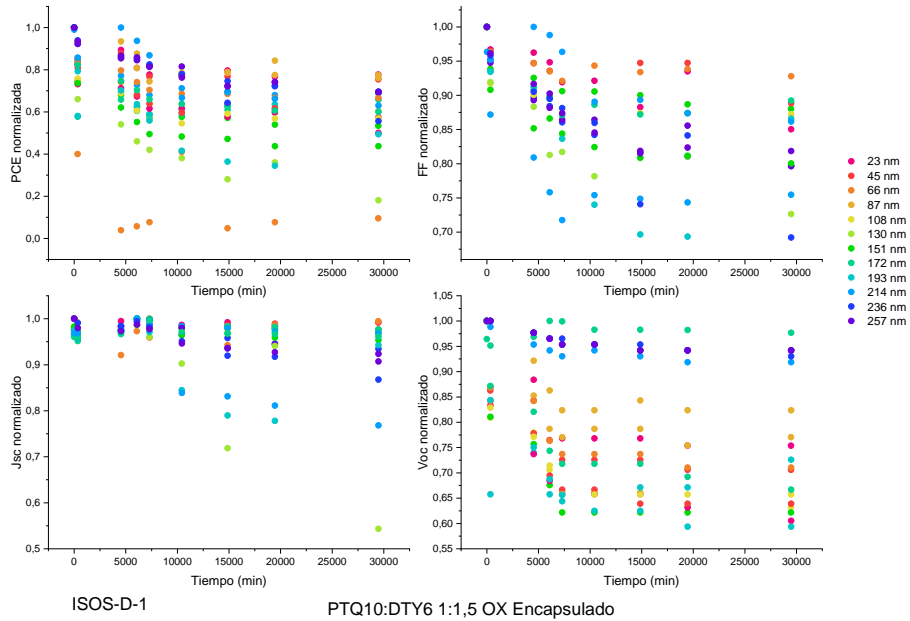 1,0
0,8
0,6
0,4
0,2
0,0
PCE normalizada
0
5000
10000
15000
20000
25000
30000
Tiempo (min)
1,00
0,95
0,90
0,85
0,80
0,75
0,70
FF normalizado
0
5000
10000
15000
20000
25000
30000
Tiempo (min)
23 nm
45 nm
66 nm
87 nm
108 nm
130 nm
151 nm
172 nm
193 nm
214 nm
236 nm
257 nm
1,0
0,9
0,8
0,7
0,6
0,5
Jsc normalizado
0
5000
10000
15000
20000
25000
30000
Tiempo (min)
1,05
1,00
0,95
0,90
0,85
0,80
0,75
0,70
0,65
0,60
0,55
Voc normalizado
0
5000
10000
15000
20000
25000
30000
Tiempo (min)
ISOS-D-1
PTQ10:DTY6 1:1,5 OX Encapsulado